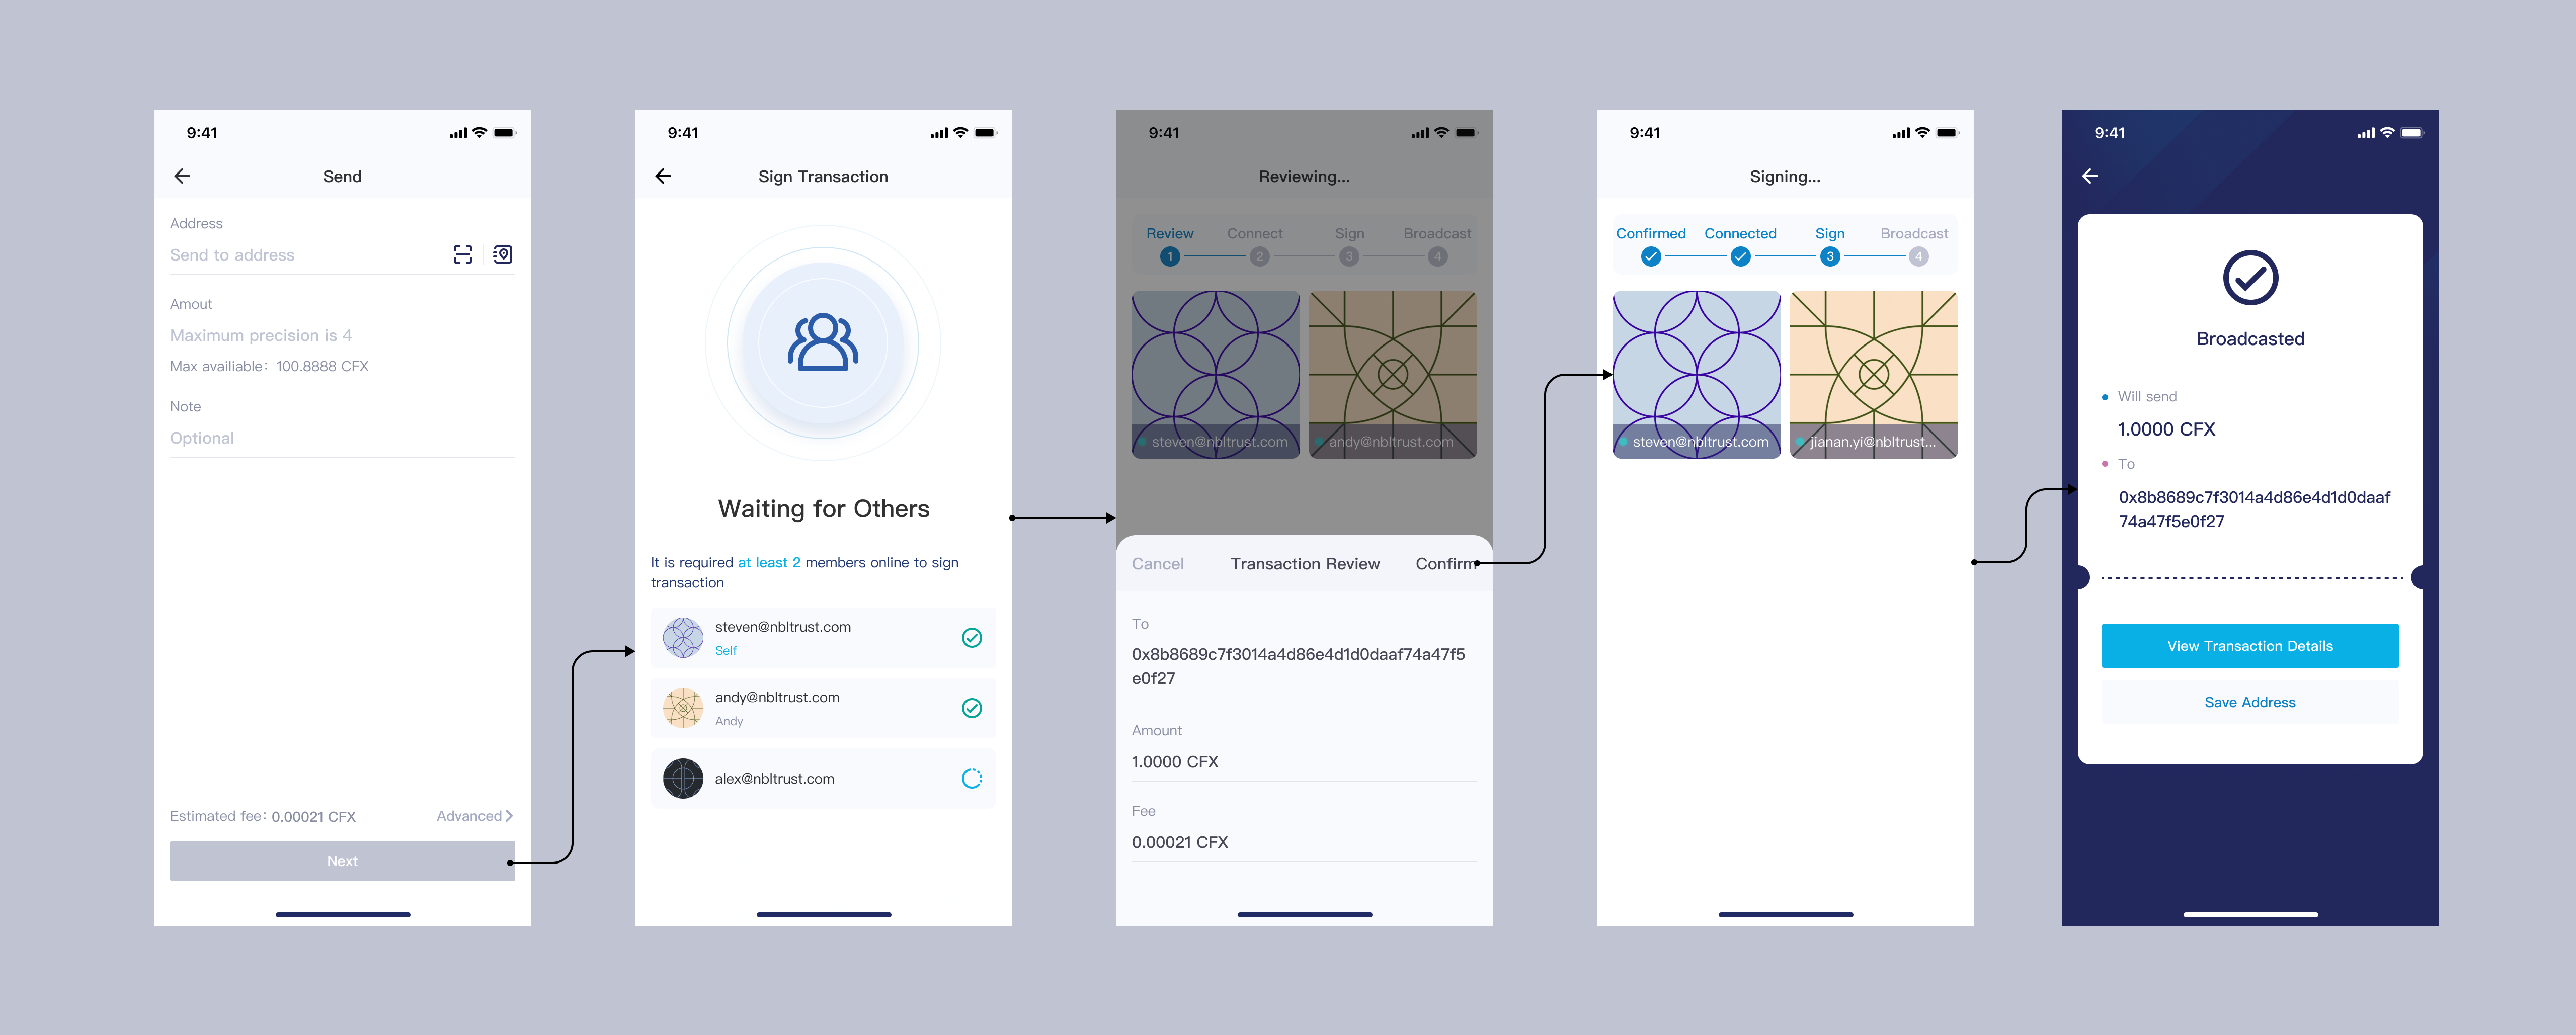 9:41
Send
Address
Send to address
Amout
Maximum precision is 4
Max availiable: 100.8888 CFX
Note
Optional
Estimated fee: 0.00021 CFX
Advanced
Next
9:41
Sign Transaction
Waiting for Others
It is required at least 2 members online to sign
transaction
steven@nbltrust.com
Self
andy@nbltrust.com
Andy
alex@nbltrust.com
9:41
Reviewing...
Review Connect Sign Broadcast
1 2 3 4
steven@nbltrust.com andy@nbltrust.com
Cancel Transaction Review Confirm
To
0x8b8689c7f3014a4d86e4d1d0daaf74a47f5
e0f27
Amount
1.0000 CFX
Fee
0.00021 CFX
9:41
Signing...
Confirmed Connected Sign Broadcast
3 4
steven@nbltrust.com jianan.yi@nbltrust...
9:41
Broadcasted
Will send
1.0000 CFX
To
0x8b8689c7f3014a4d86e4d1d0daaf
74a47f5e0f27
View Transaction Details
Save Address